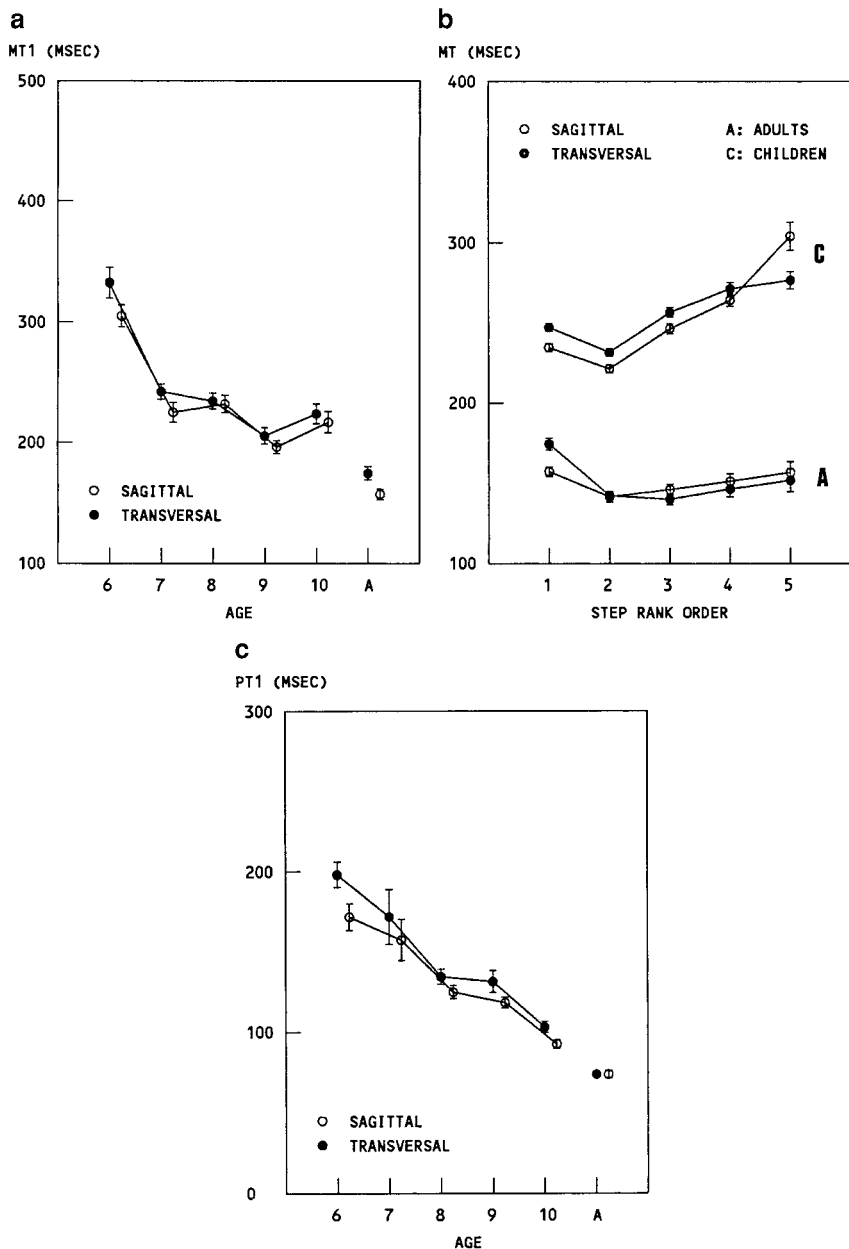 a
MT1 (MSEC)
500
400
300
200
100
SAGITTAL
TRANSVERSAL
6 7 8 9 10 A
AGE
b
MT (MSEC)
400
300
200
100
SAGITTAL A: ADULTS
TRANSVERSAL C: CHILDREN
C
A
1 2 3 4 5
STEP RANK ORDER
c
PT1 (MSEC)
300
200
100
0
SAGITTAL
TRANSVERSAL
6 7 8 9 10 A
AGE